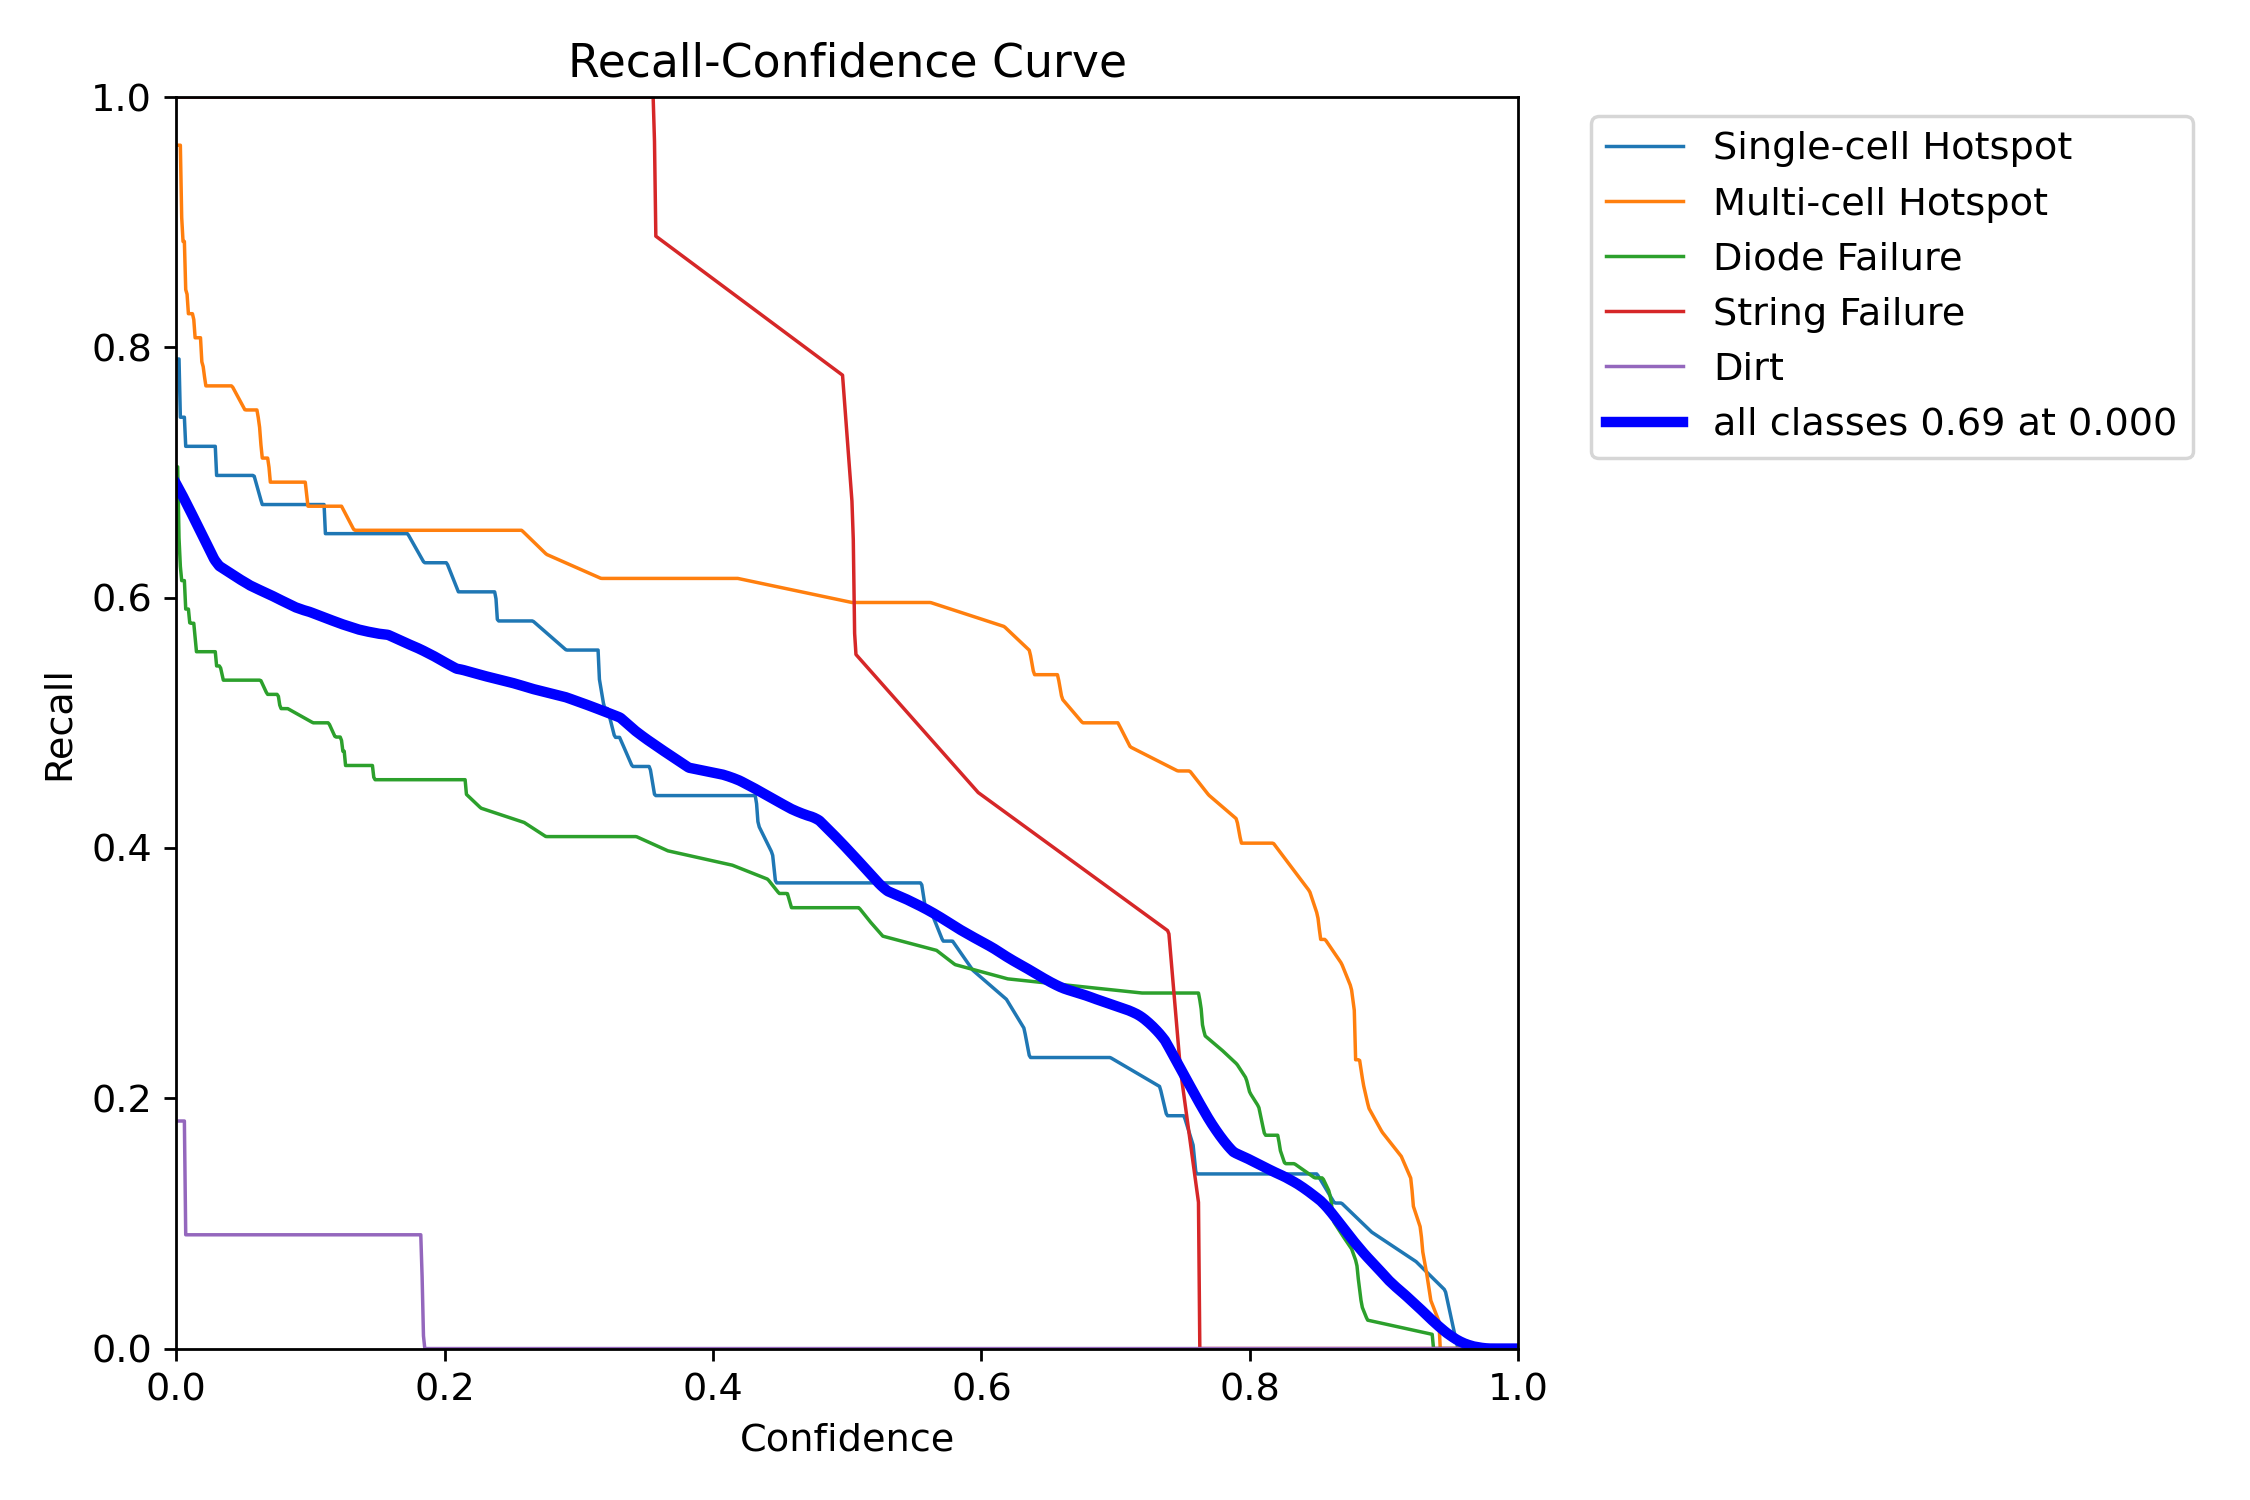 Recall-Confidence Curve
1.0
0.8
0.6
0.4
0.2
0.0
Recall
0.0 0.2 0.4 0.6 0.8 1.0
Confidence
Single-cell Hotspot
Multi-cell Hotspot
Diode Failure
String Failure
Dirt
all classes 0.69 at 0.000